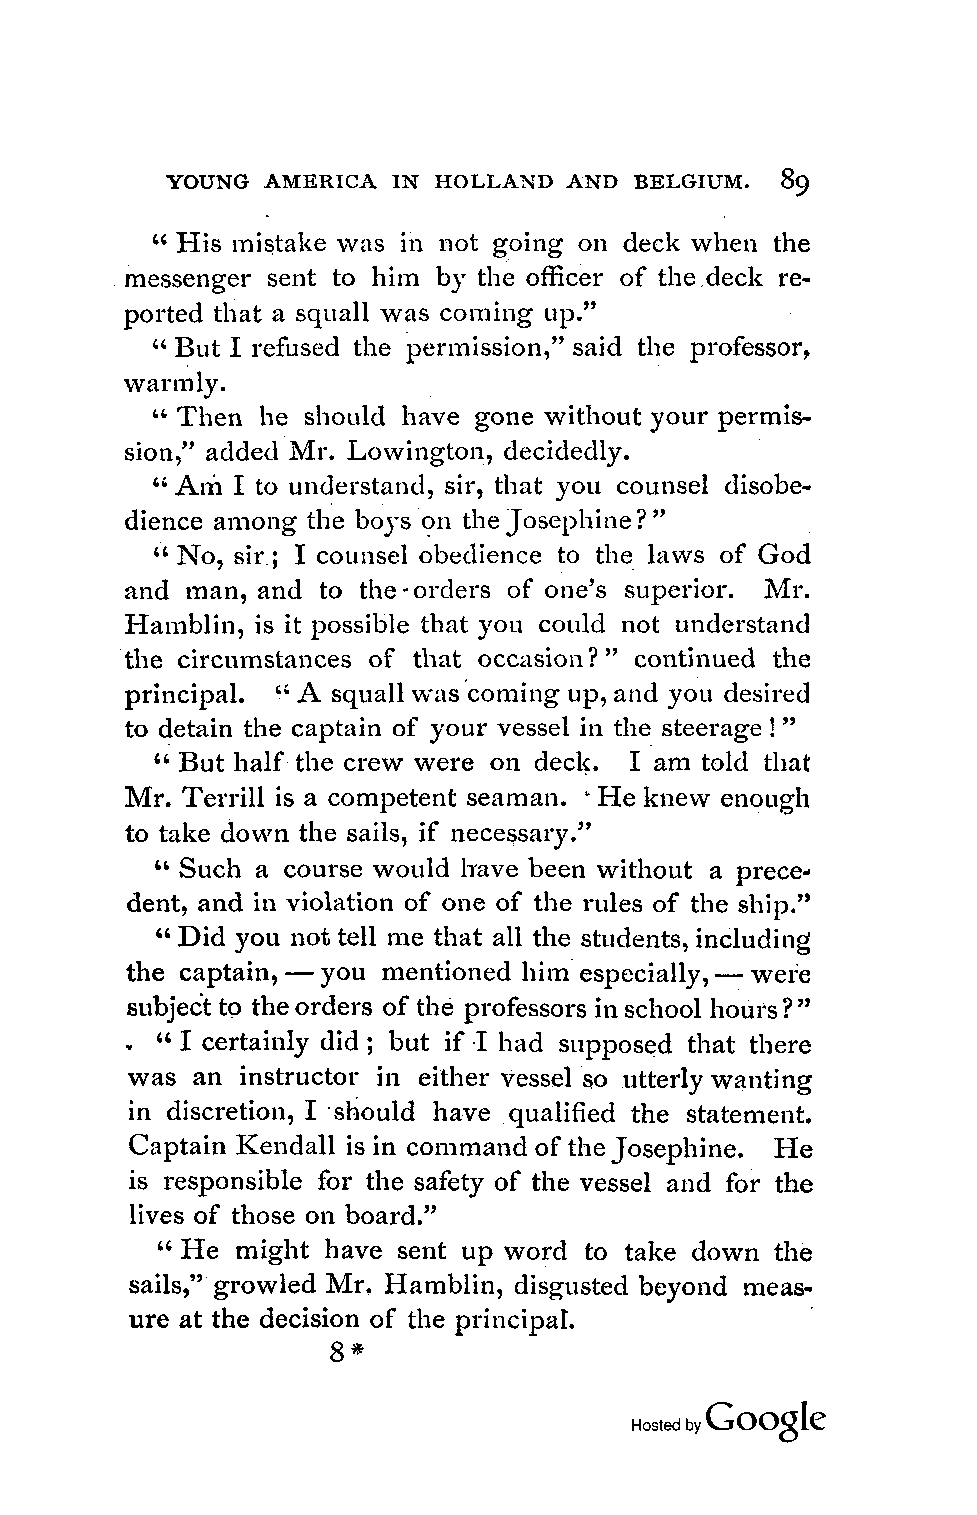 YOUNG AMERICA IN HOLLAND AND BELGIUM. 89
“ His mistake was in not going on deck when the
messenger sent to him by the officer of the deck re-
ported that a squall was coming up.”
“ But I refused the permission,” said the professor,
warmly.
“ Then he should have gone without your permis-
sion,” added Mr. Lowington, decidedly.
“ Am I to understand, sir, that you counsel disobe-
dience among the boys on the Josephine?”
“ No, sir; I counsel obedience to the laws of God
and man, and to the orders of one’s superior. Mr.
Hamblin, is it possible that you could not understand
the circumstances of that occasion?” continued the
principal. “ A squall was coming up, and you desired
to detain the captain of your vessel in the steerage!”
“ But half the crew were on deck. I am told that
Mr. Terrill is a competent seaman. He knew enough
to take down the sails, if necessary.”
“ Such a course would have been without a prece-
dent, and in violation of one of the rules of the ship.”
“ Did you not tell me that all the students, including
the captain, — you mentioned him especially, — were
subject to the orders of the professors in school hours?”
“ I certainly did; but if I had supposed that there
was an instructor in either vessel so utterly wanting
in discretion, I should have qualified the statement.
Captain Kendall is in command of the Josephine. He
is responsible for the safety of the vessel and for the
lives of those on board.”
“ He might have sent up word to take down the
sails,” growled Mr. Hamblin, disgusted beyond meas-
ure at the decision of the principal.
8 *
Hosted by Google